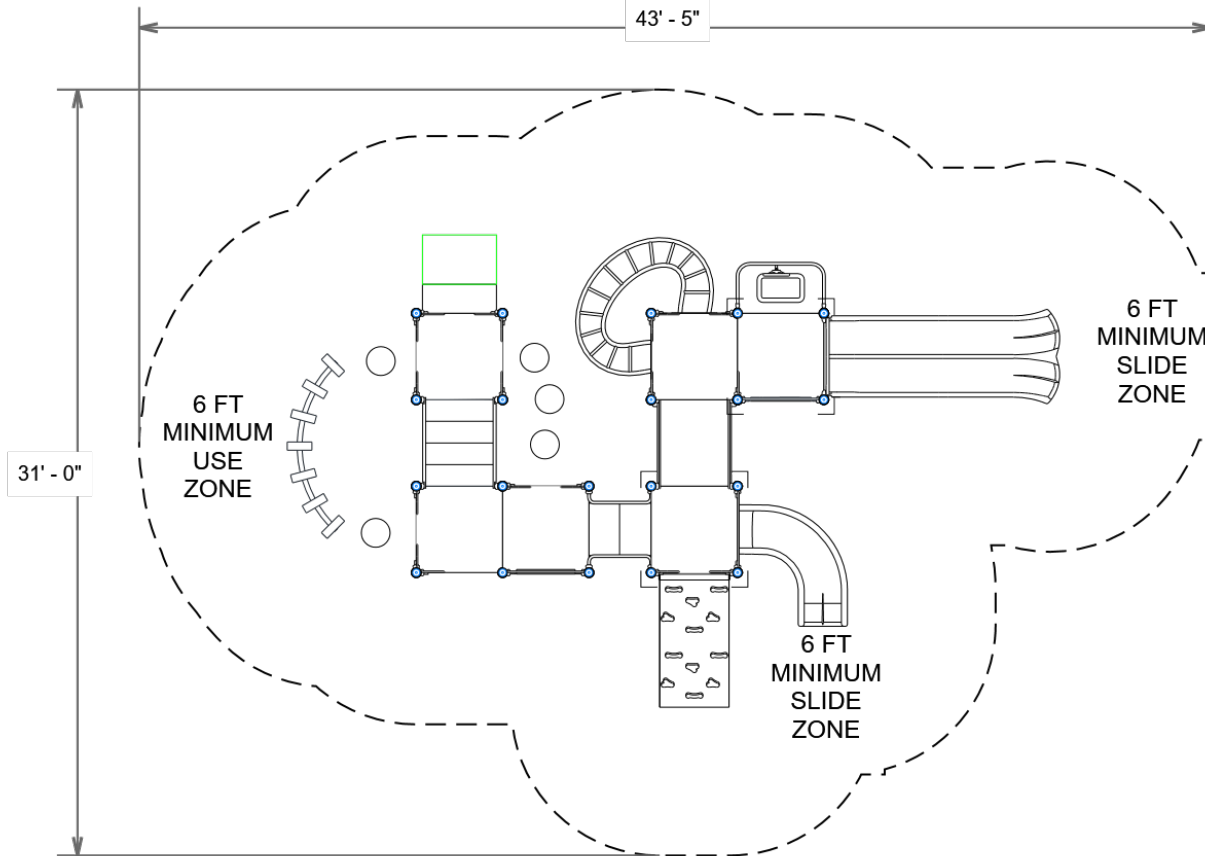 43' - 5"
6 FT
MINIMUM
SLIDE
ZONE
6 FT
MINIMUM
USE
ZONE
31' - 0"
6 FT
MINIMUM
SLIDE
ZONE